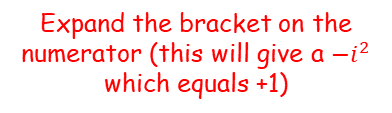 Expand the bracket on the
numerator (this will give a −i²
which equals +1)